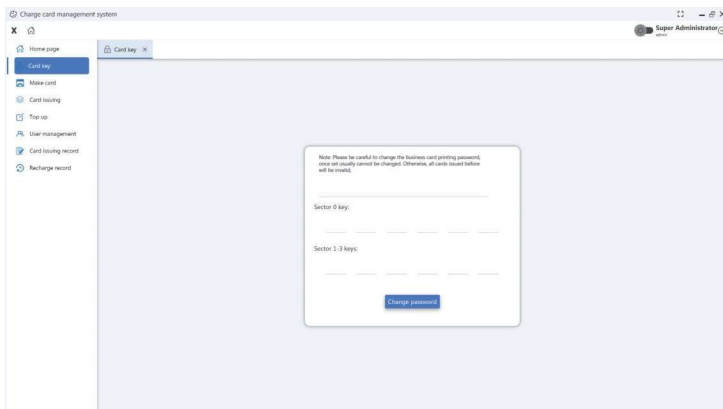 Charge card management system
X
Super Administrator
admin
Home page
Card key
Card key ×
Make card
Card issuing
Top up
User management
Card issuing record
Recharge record
Note: Please be careful to change the business card printing password,
once set usually cannot be changed. Otherwise, all cards issued before
will be invalid;
Sector 0 key:
Sector 1-3 keys:
Change password